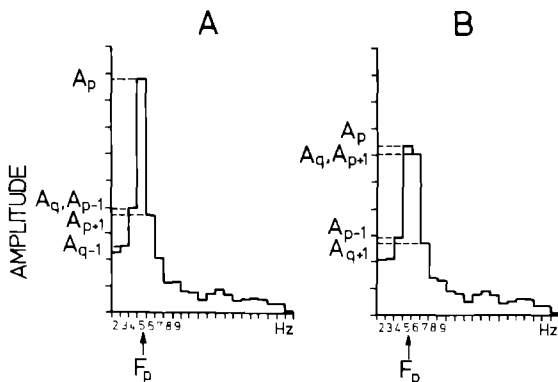 A
B
AMPLITUDE
Ap
Aq, Ap-1
Ap+1
Aq-1
23456789
Hz
Fp
Ap
Aq, Ap+1
Ap-1
Aq+1
23456789
Hz
Fp